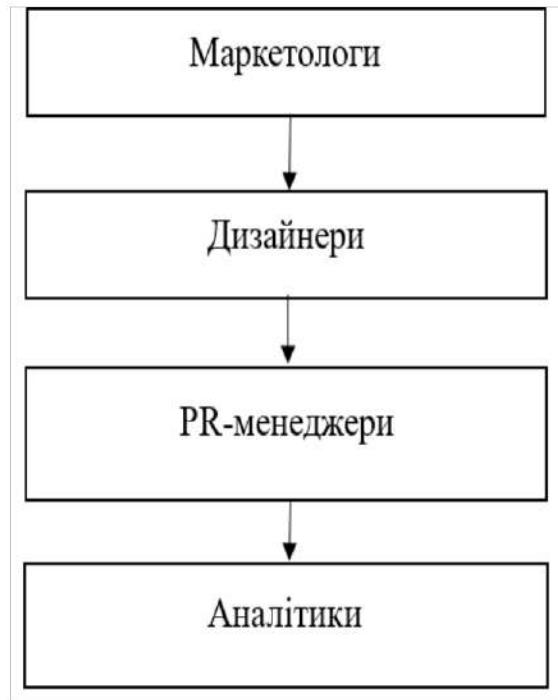 Маркетологи
Дизайнери
PR-менеджери
Аналітики